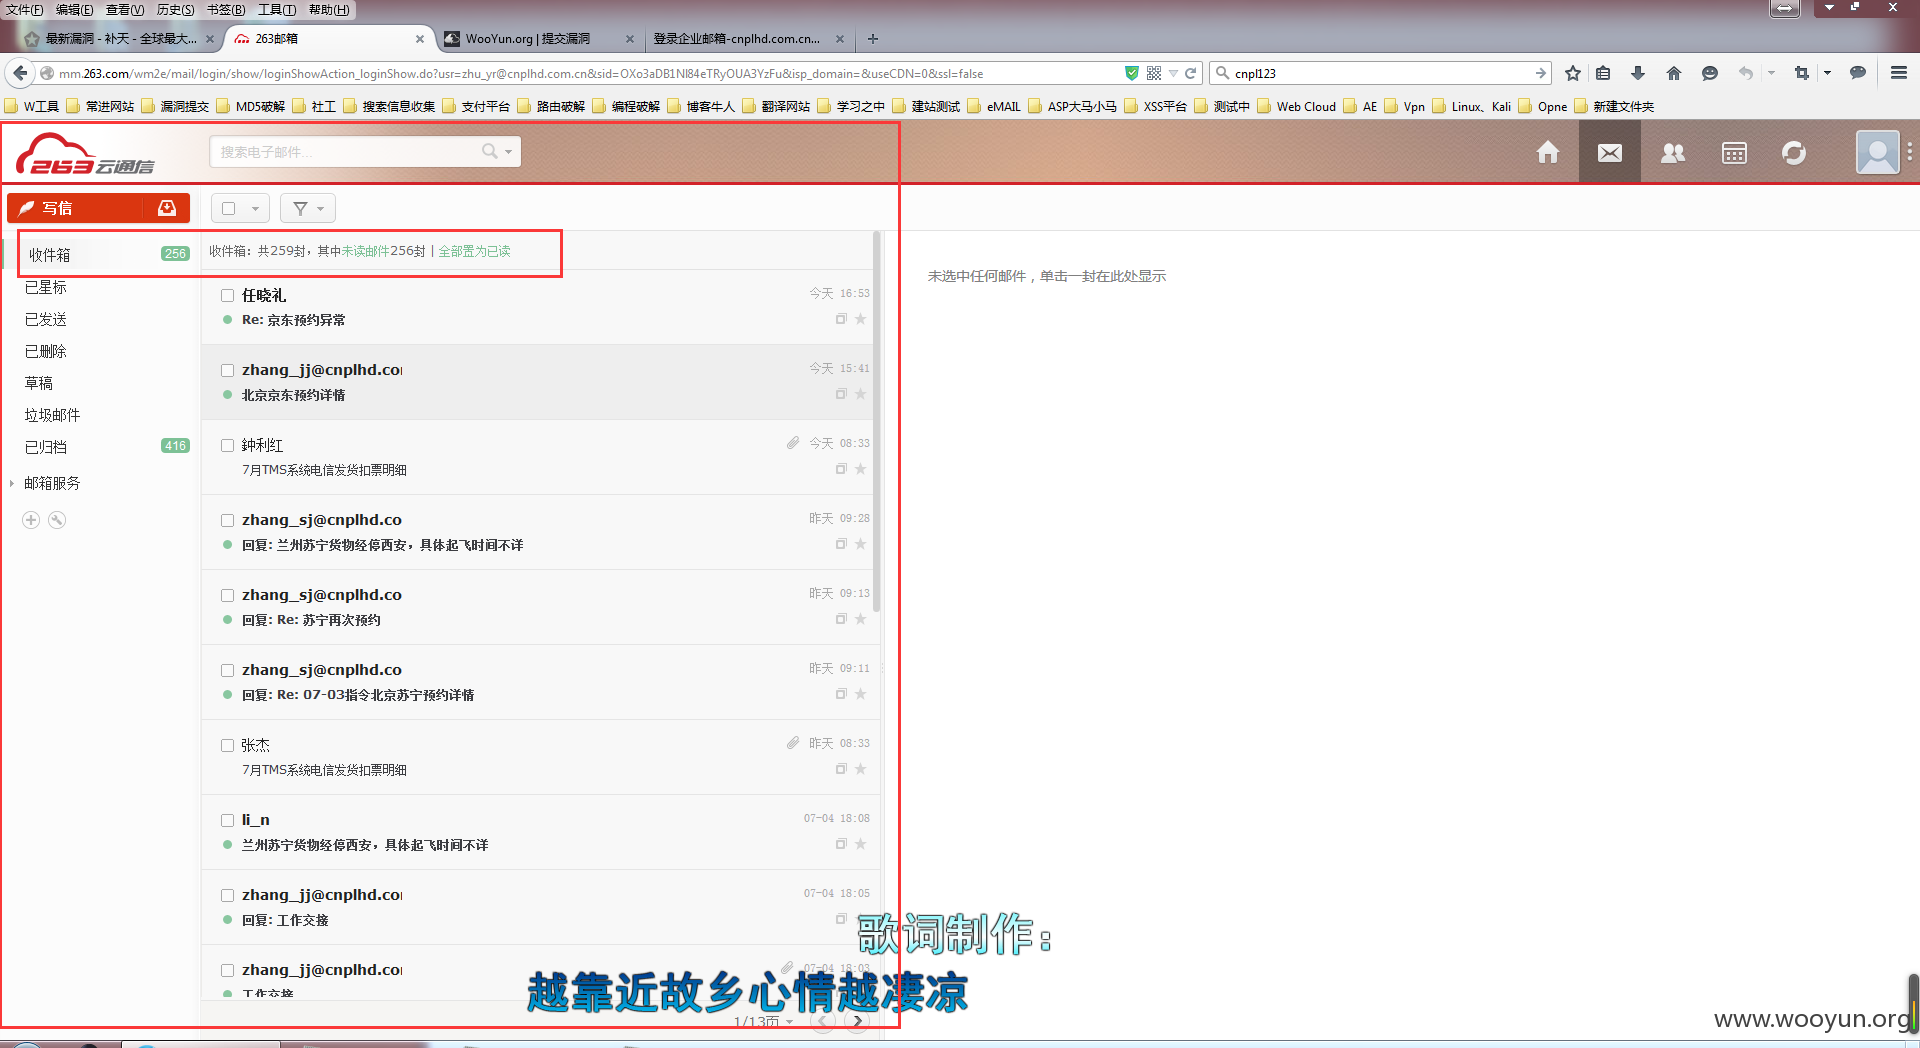 文件(F) 编辑(E) 查看(V) 历史(S) 书签(B) 工具(T) 帮助(H)
最新漏洞 - 补天 - 全球最大... 263邮箱 WooYun.org | 提交漏洞 登录企业邮箱-cnplhd.com.cn...
mm.263.com/wm2e/mail/login/show/loginShowAction_loginShow.do?usr=zhu_yr@cnplhd.com.cn&sid=OXo3aDB1NI84eTRyOUA3YzFu&isp_domain=&useCDN=0&ssl=false cnpl123
W工具 常进网站 漏洞提交 MD5破解 社工 搜索信息收集 支付平台 路由破解 编程破解 博客牛人 翻译网站 学习之中 建站测试 eMAIL ASP大马小马 XSS平台 测试中 Web Cloud AE Vpn Linux、Kali Opne 新建文件夹
263云通信 搜索电子邮件...
写信
收件箱 256 收件箱：共259封，其中未读邮件256封 | 全部置为已读
未选中任何邮件，单击一封在此处显示
已星标
已发送
已删除
草稿
垃圾邮件
已归档 416
邮箱服务
任晓礼 今天 16:53
Re: 京东预约异常
zhang_jj@cnplhd.co 今天 15:41
北京京东预约详情
鈡利红 今天 08:33
7月TMS系统电信发货扣票明细
zhang_sj@cnplhd.co 昨天 09:28
回复: 兰州苏宁货物经停西安，具体起飞时间不详
zhang_sj@cnplhd.co 昨天 09:13
回复: Re: 苏宁再次预约
zhang_sj@cnplhd.co 昨天 09:11
回复: Re: 07-03指令北京苏宁预约详情
张杰 昨天 08:33
7月TMS系统电信发货扣票明细
li_n 07-04 18:08
兰州苏宁货物经停西安，具体起飞时间不详
zhang_jj@cnplhd.co 07-04 18:05
回复: 工作交接
zhang_jj@cnplhd.co 07-04 18:03
工作交接
1/13页
歌词制作：
越靠近故乡心情越凄凉
www.wooyun.org